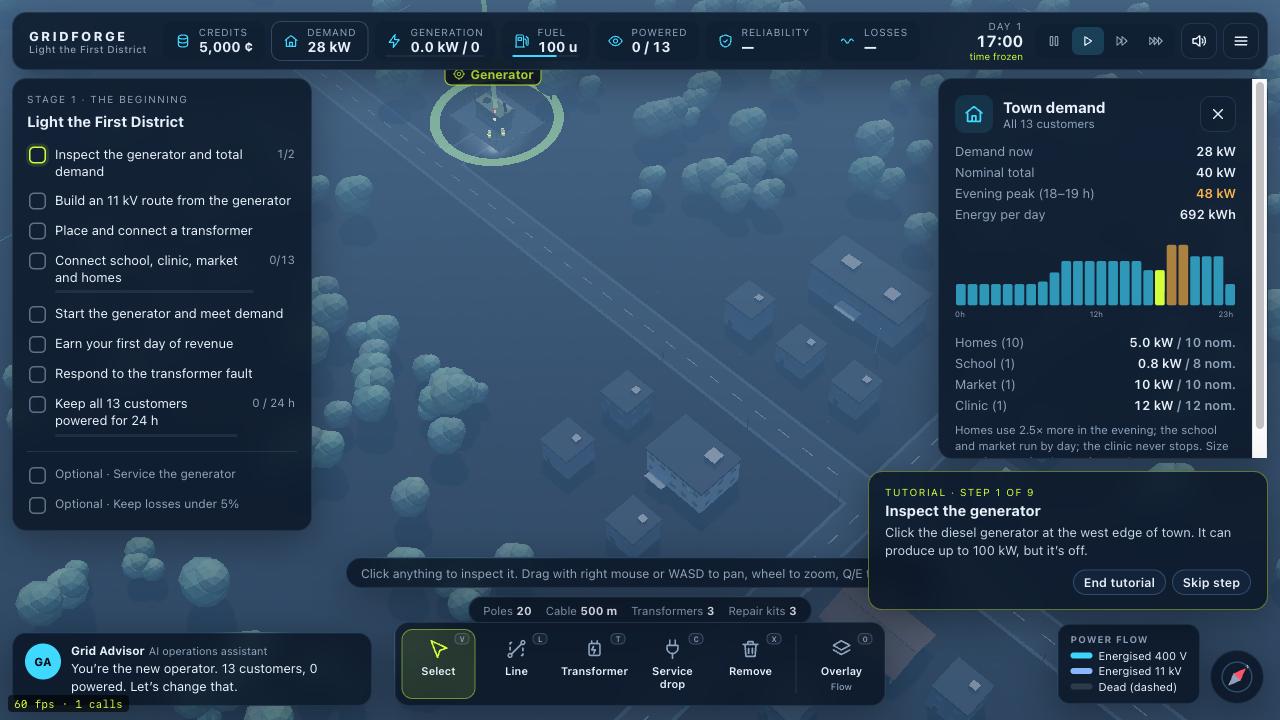 GRIDFORGE
Light the First District
CREDITS
5,000 ¢
DEMAND
28 kW
GENERATION
0.0 kW / 0
FUEL
100 u
POWERED
0 / 13
RELIABILITY
—
LOSSES
—
DAY 1
17:00
time frozen
Generator
STAGE 1 · THE BEGINNING
Light the First District
Inspect the generator and total demand 1/2
Build an 11 kV route from the generator
Place and connect a transformer
Connect school, clinic, market and homes 0/13
Start the generator and meet demand
Earn your first day of revenue
Respond to the transformer fault
Keep all 13 customers powered for 24 h 0 / 24 h
Optional · Service the generator
Optional · Keep losses under 5%
Town demand
All 13 customers
Demand now 28 kW
Nominal total 40 kW
Evening peak (18–19 h) 48 kW
Energy per day 692 kWh
0h 12h 23h
Homes (10) 5.0 kW / 10 nom.
School (1) 0.8 kW / 8 nom.
Market (1) 10 kW / 10 nom.
Clinic (1) 12 kW / 12 nom.
Homes use 2.5× more in the evening; the school
and market run by day; the clinic never stops. Size
TUTORIAL · STEP 1 OF 9
Inspect the generator
Click the diesel generator at the west edge of town. It can
produce up to 100 kW, but it's off.
End tutorial
Skip step
Click anything to inspect it. Drag with right mouse or WASD to pan, wheel to zoom, Q/E
Poles 20 Cable 500 m Transformers 3 Repair kits 3
Select V
Line L
Transformer T
Service drop C
Remove X
Overlay O
Flow
GA
Grid Advisor AI operations assistant
You're the new operator. 13 customers, 0
powered. Let's change that.
60 fps · 1 calls
POWER FLOW
Energised 400 V
Energised 11 kV
Dead (dashed)